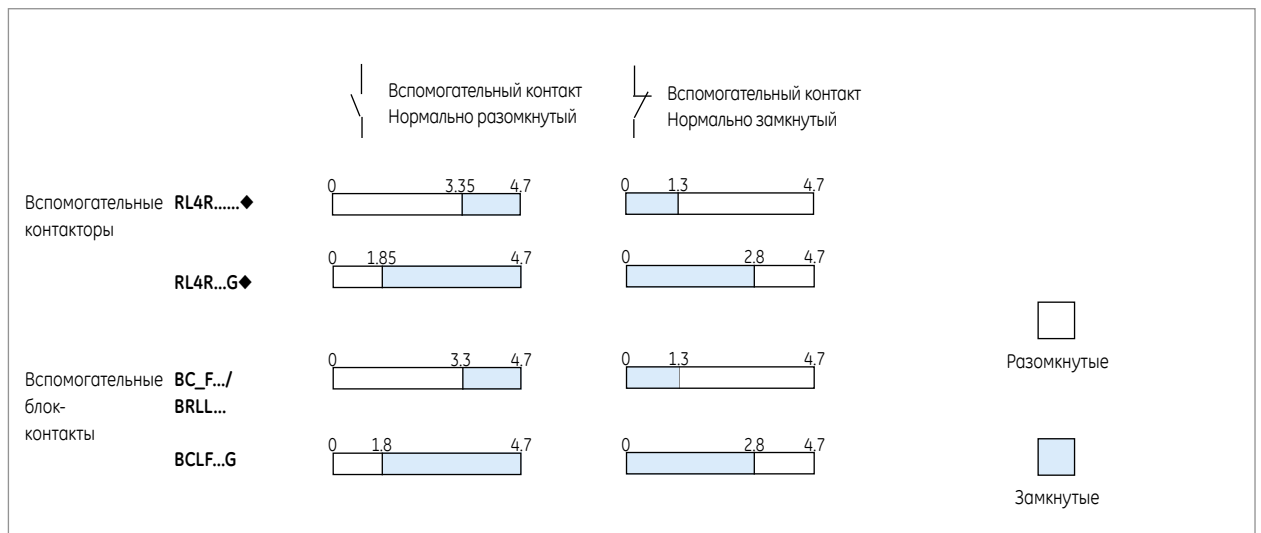 Вспомогательный контакт
Нормально разомкнутый
Вспомогательный контакт
Нормально замкнутый
Вспомогательные RL4R......◆
контакторы
0 3.35 4.7
0 1.3 4.7
RL4R...G◆
0 1.85 4.7
0 2.8 4.7
Вспомогательные BC_F.../
блок- BRLL...
контакты
0 3.3 4.7
0 1.3 4.7
BCLF...G
0 1.8 4.7
0 2.8 4.7
Разомкнутые
Замкнутые